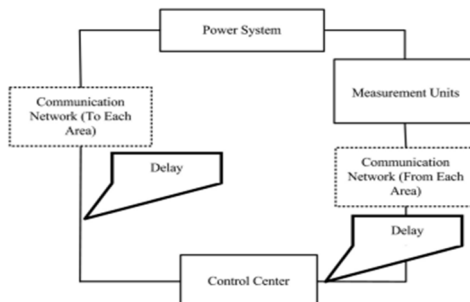 Power System
Communication
Network (To Each
Area)
Measurement Units
Delay
Communication
Network (From Each
Area)
Delay
Control Center